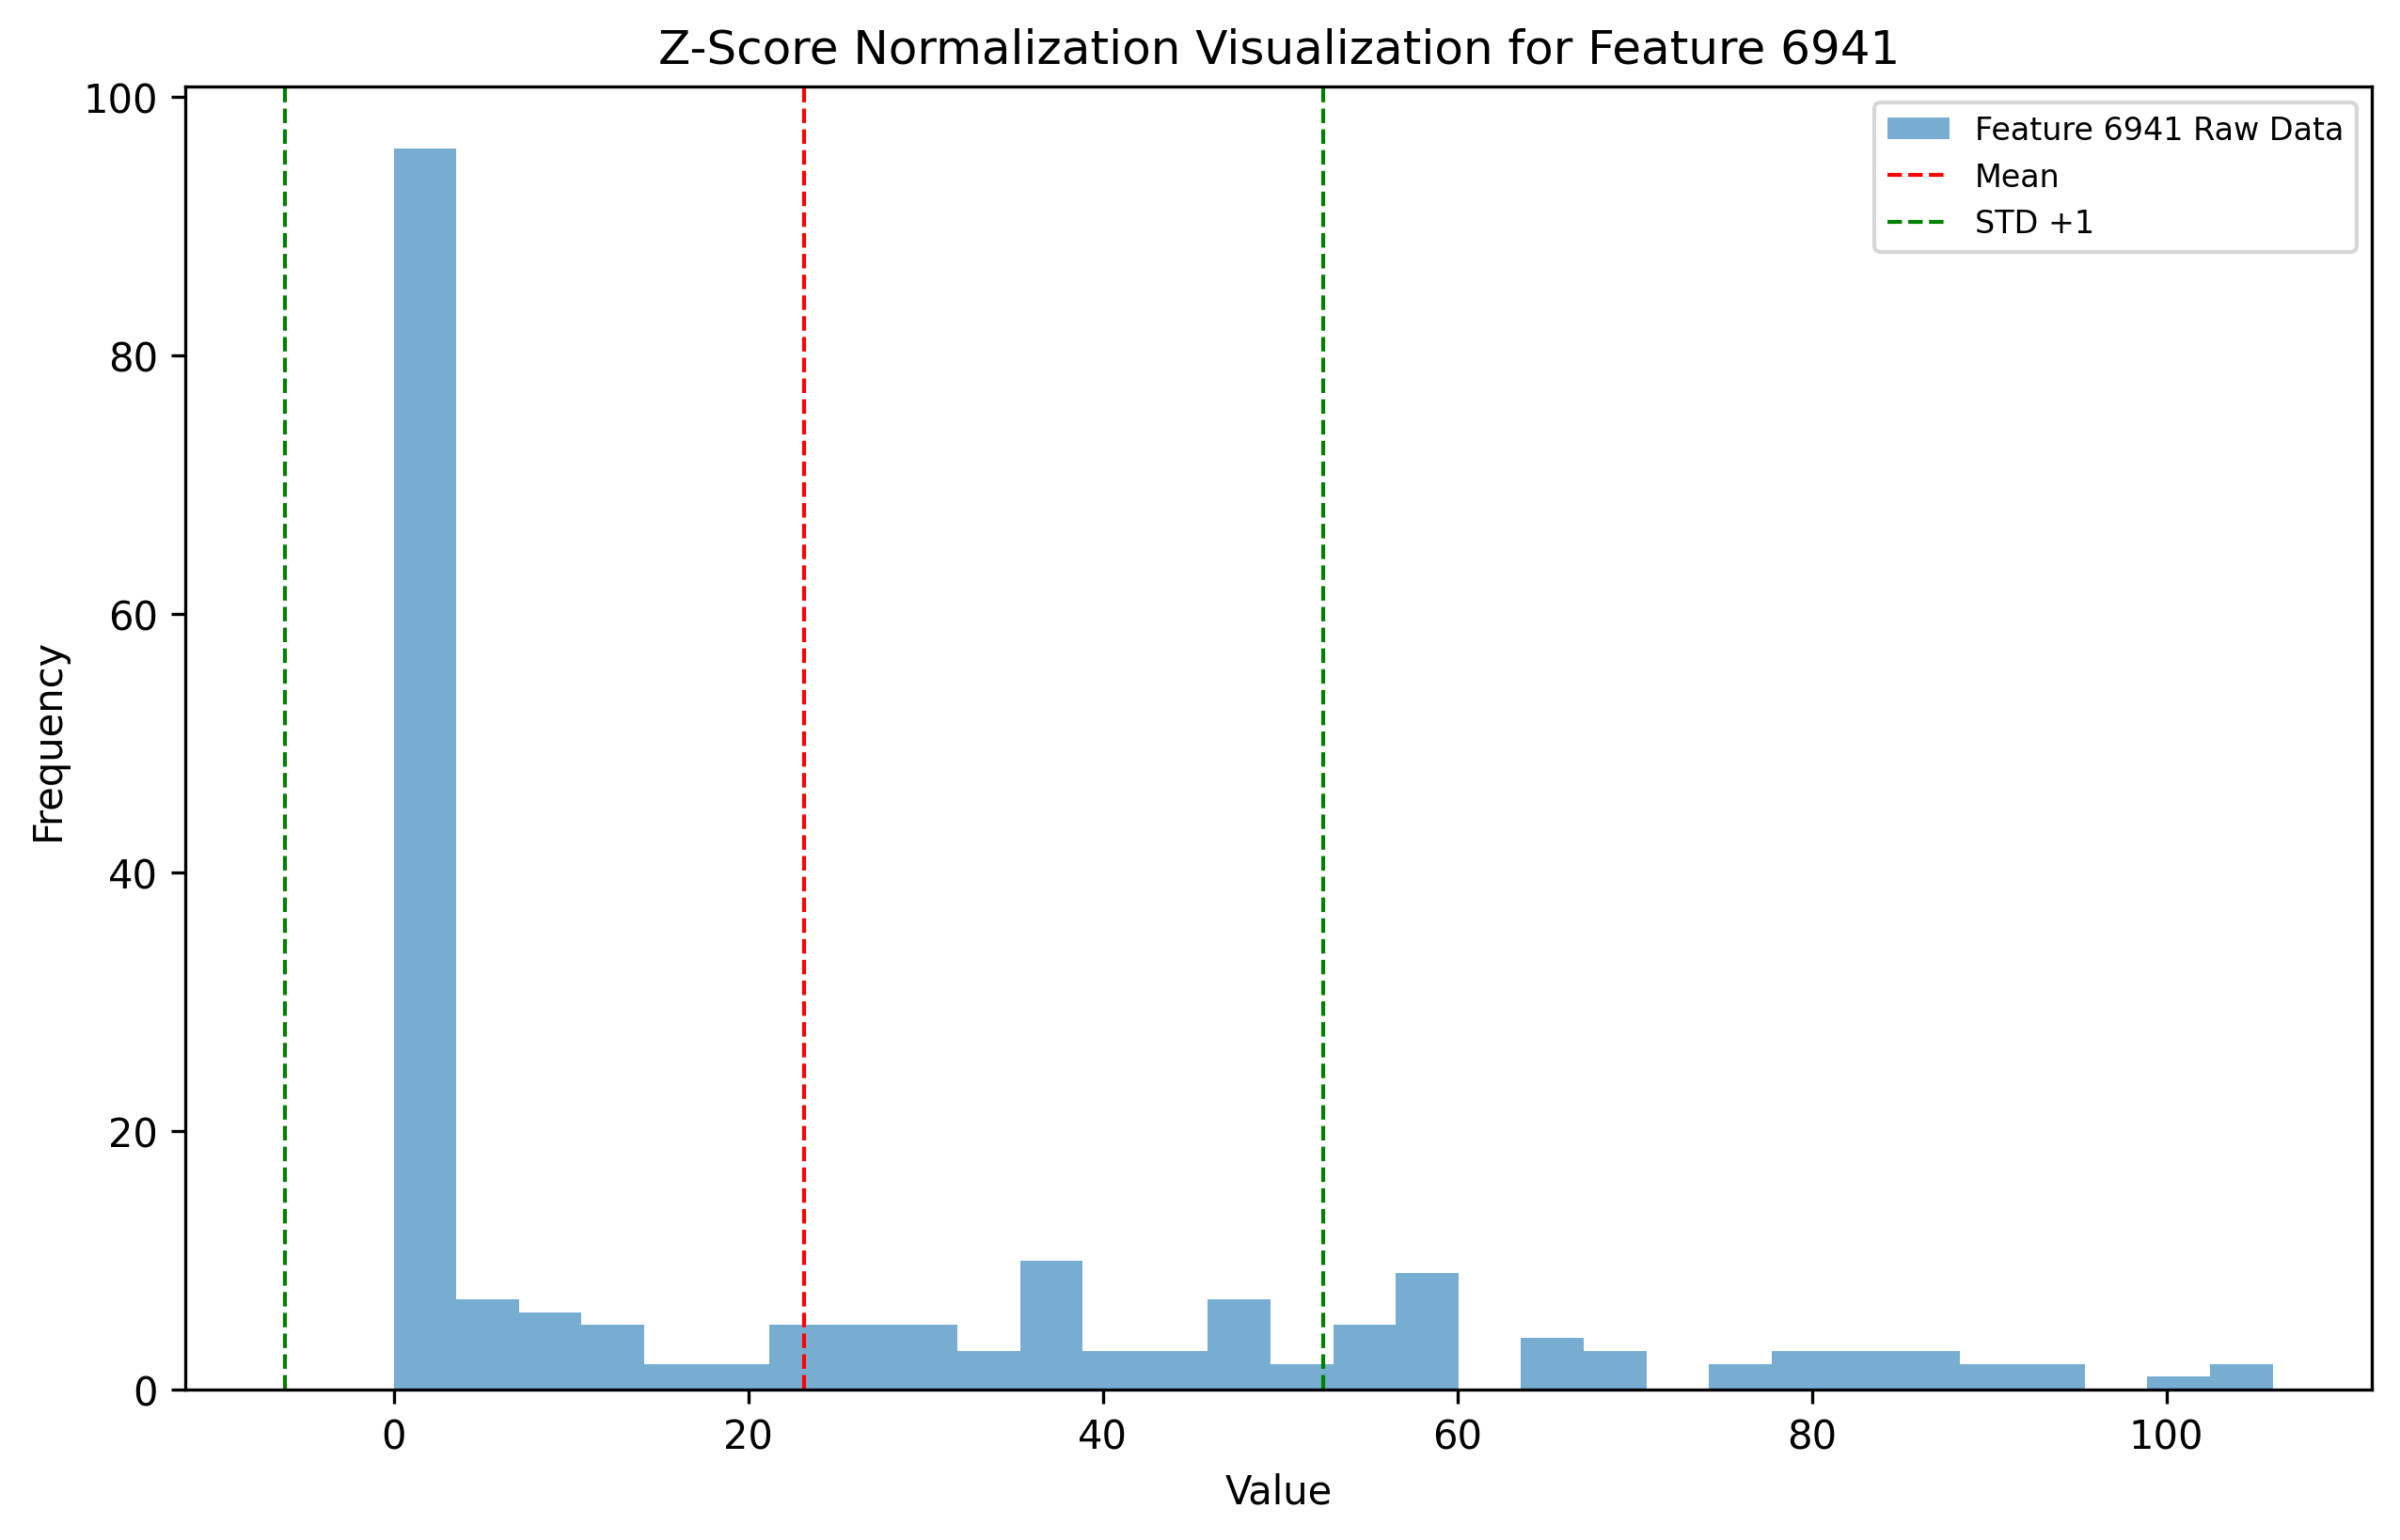 Z-Score Normalization Visualization for Feature 6941
Feature 6941 Raw Data
Mean
STD +1
Frequency
100
80
60
40
20
0
0 20 40 60 80 100
Value